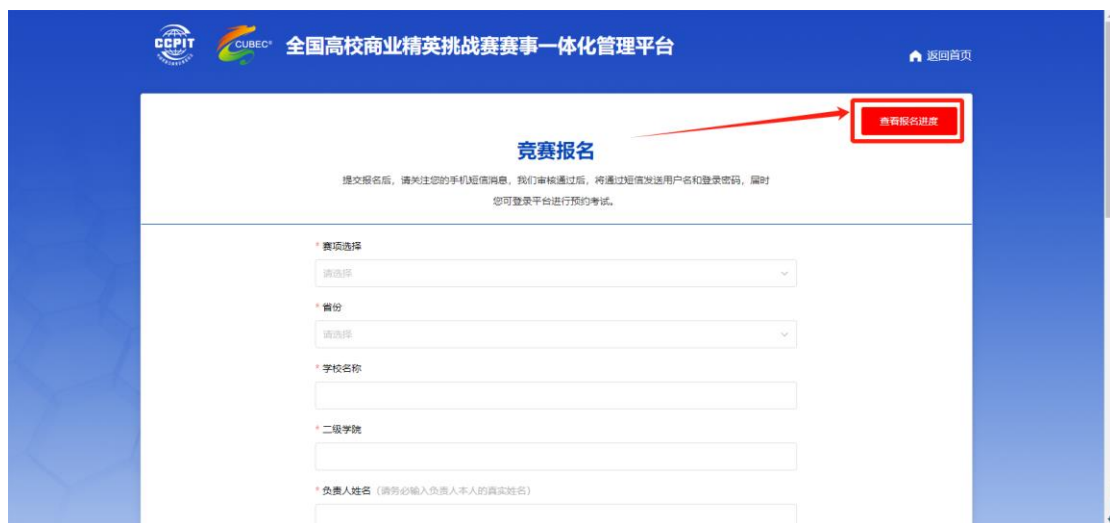 CCPIT
CUBEC®
全国高校商业精英挑战赛赛事一体化管理平台
返回首页
查看报名进度
竞赛报名
提交报名后，请关注您的手机短信消息，我们审核通过后，将通过短信发送用户名和登录密码，届时
您可登录平台进行预约考试。
* 赛项选择
请选择
* 省份
请选择
* 学校名称
* 二级学院
* 负责人姓名（请务必输入负责人本人的真实姓名）